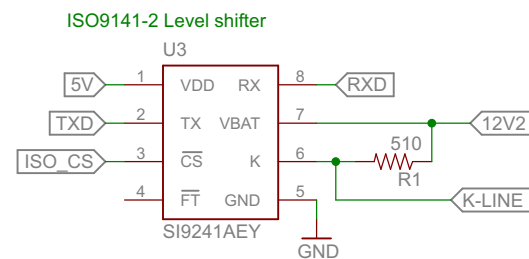 ISO9141-2 Level shifter
U3
5V 1 VDD RX 8 RXD
TXD 2 TX VBAT 7 12V2
ISO_CS 3 CS K 6 510 R1
4 FT GND 5 K-LINE
SI9241AEY
GND